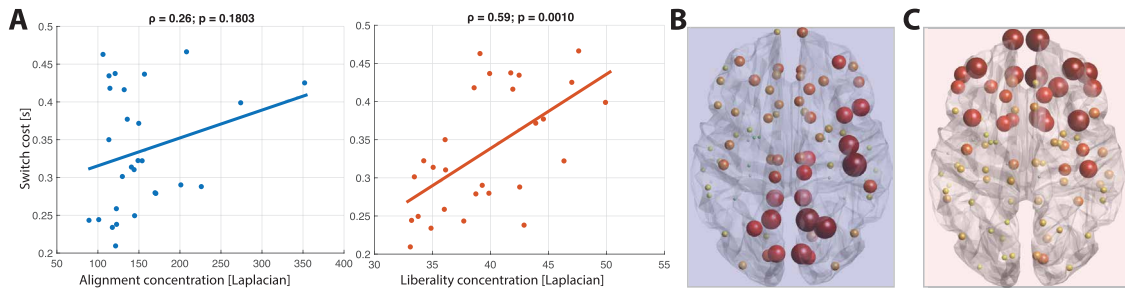 A
ρ = 0.26; p = 0.1803
Switch cost [s]
0.5
0.45
0.4
0.35
0.3
0.25
0.2
50 100 150 200 250 300 350 400
Alignment concentration [Laplacian]
ρ = 0.59; p = 0.0010
0.5
0.45
0.4
0.35
0.3
0.25
0.2
30 35 40 45 50 55
Liberality concentration [Laplacian]
B
C